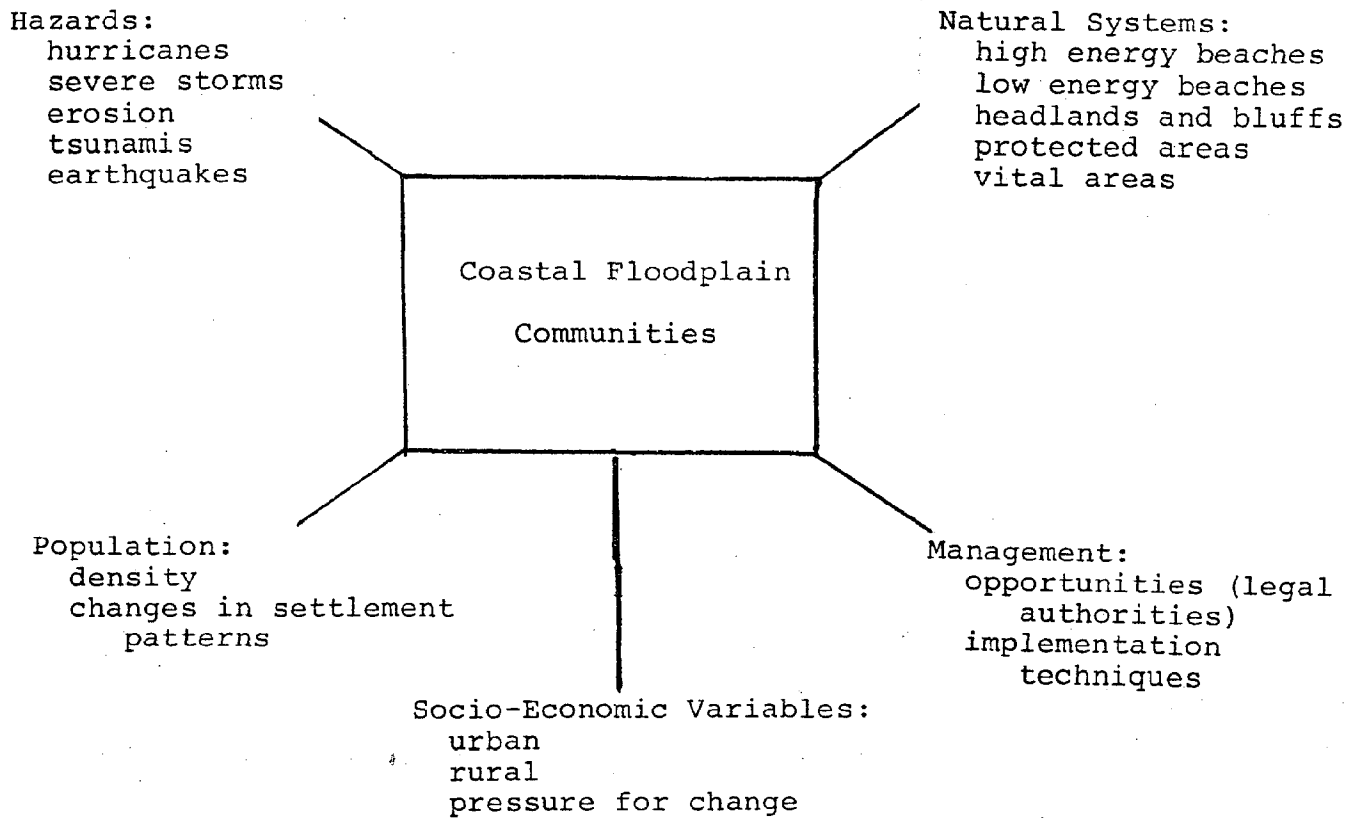 Hazards:
hurricanes
severe storms
erosion
tsunamis
earthquakes
Natural Systems:
high energy beaches
low energy beaches
headlands and bluffs
protected areas
vital areas
Coastal Floodplain
Communities
Population:
density
changes in settlement
patterns
Management:
opportunities (legal
authorities)
implementation
techniques
Socio-Economic Variables:
urban
rural
pressure for change